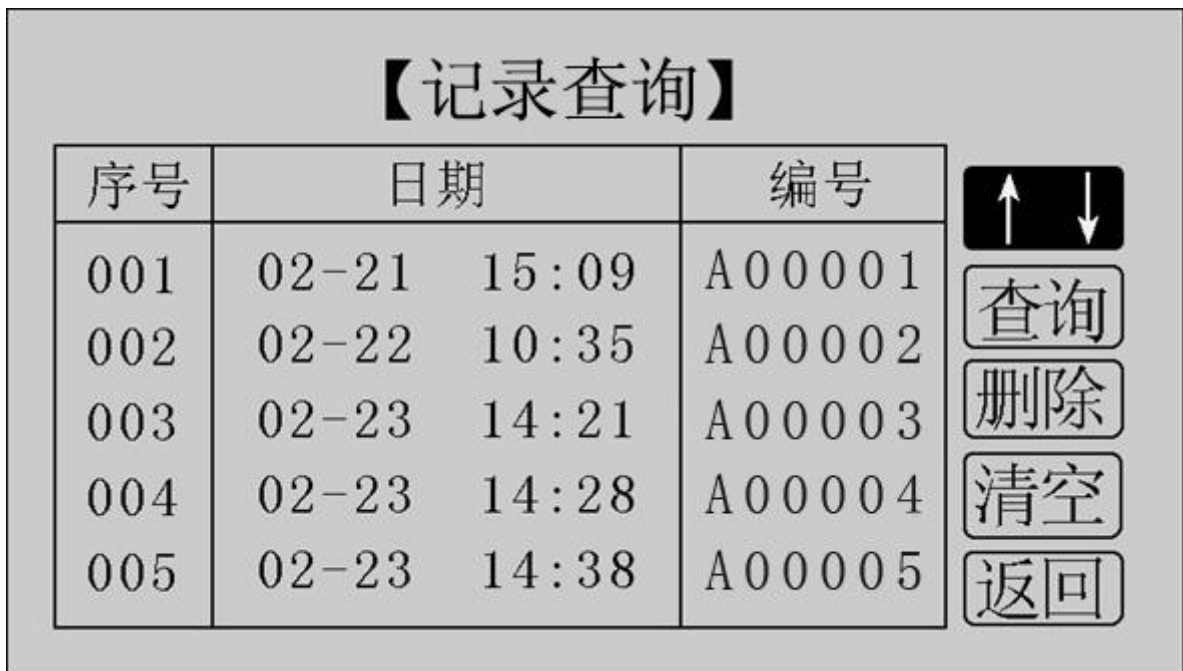 【记录查询】
序号 日期 编号
001 02-21 15:09 A00001
002 02-22 10:35 A00002
003 02-23 14:21 A00003
004 02-23 14:28 A00004
005 02-23 14:38 A00005
↑ ↓
查询
删除
清空
返回